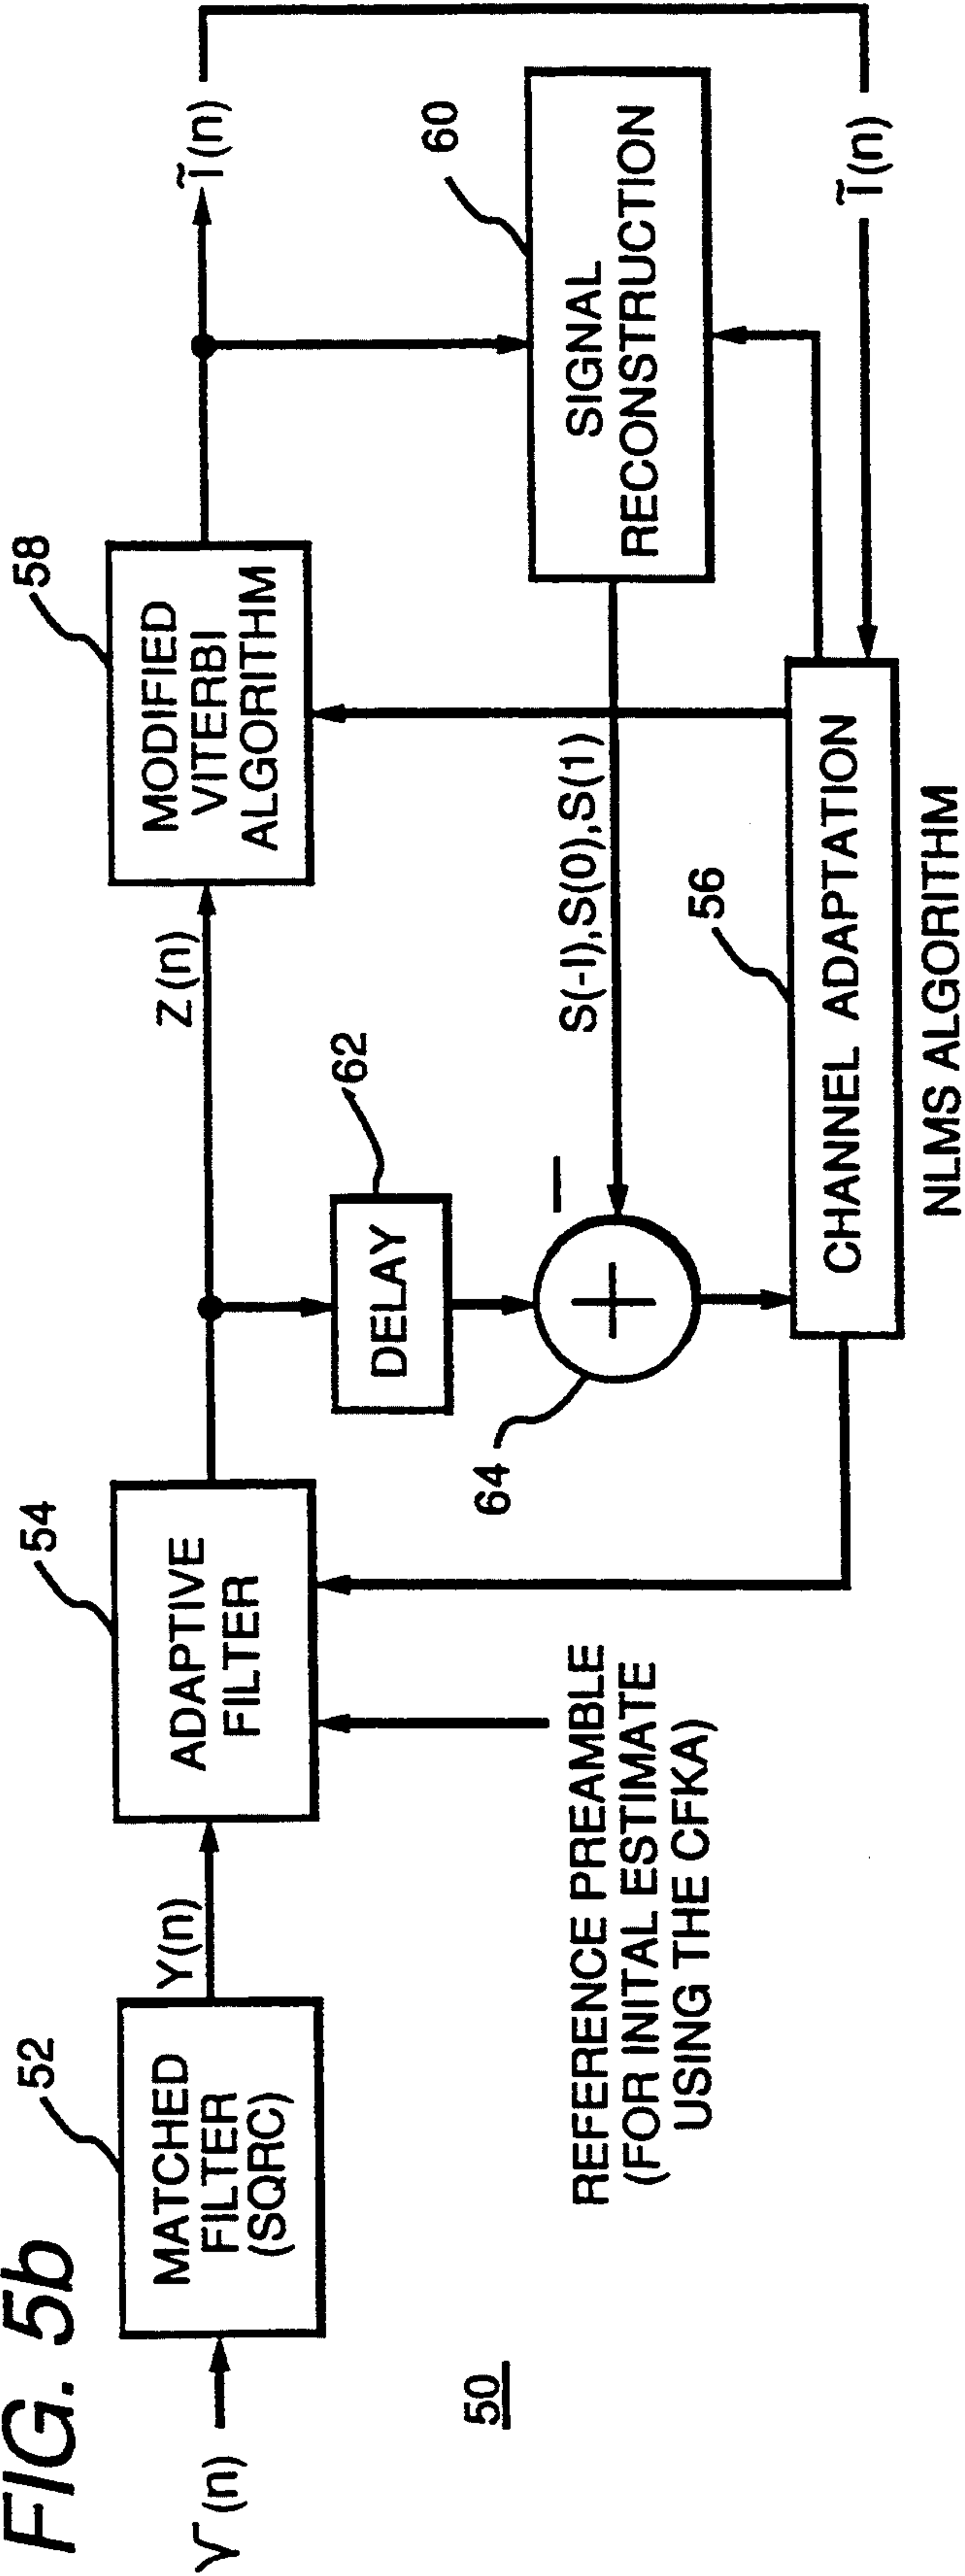 FIG. 5b
50
γ(n)
52
MATCHED
FILTER
(SQRC)
Y(n)
54
ADAPTIVE
FILTER
REFERENCE PREAMBLE
(FOR INITAL ESTIMATE
USING THE CFKA)
Z(n)
62
DELAY
64
+
−
S(-I),S(0),S(1)
58
MODIFIED
VITERBI
ALGORITHM
56
CHANNEL ADAPTATION
NLMS ALGORITHM
60
SIGNAL
RECONSTRUCTION
Ĩ(n)
Ĩ(n)